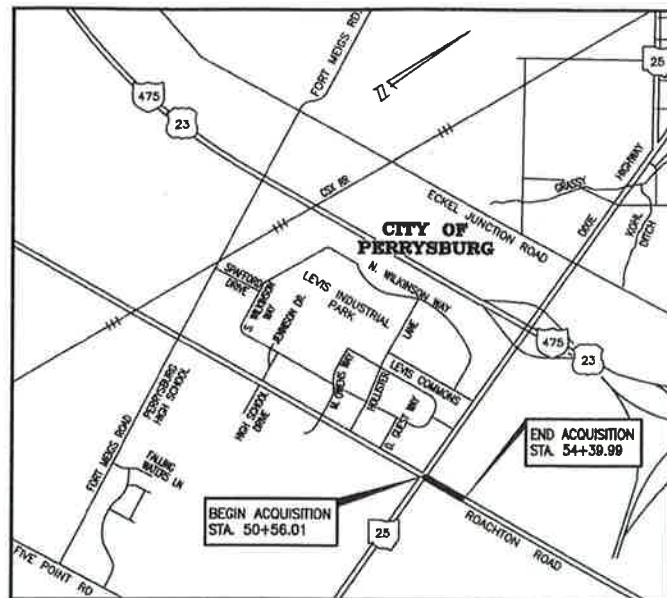 FORT MEIGS RD.
25
475
23
CSX RR
HIGHWAY
GRASSY
DIXIE
KOHL
DITCH
ECKEL JUNCTION ROAD
CITY OF
PERRYSBURG
N. WILKINSON WAY
SPAFFORD
DRIVE
S. WILKINSON
WAY
LEVIS INDUSTRIAL
PARK
JENNISON DR.
LANE
HOLLISTER
475
23
LEVIS COMMONS
W. OWENS WAY
D. GUEST WAY
PERRYSBURG
HIGH SCHOOL
HIGH SCHOOL
DRIVE
END ACQUISITION
STA. 54+39.99
FORT MEIGS ROAD
FALLING
WATERS LN
BEGIN ACQUISITION
STA. 50+56.01
ROACHTON ROAD
25
FIVE POINT RD